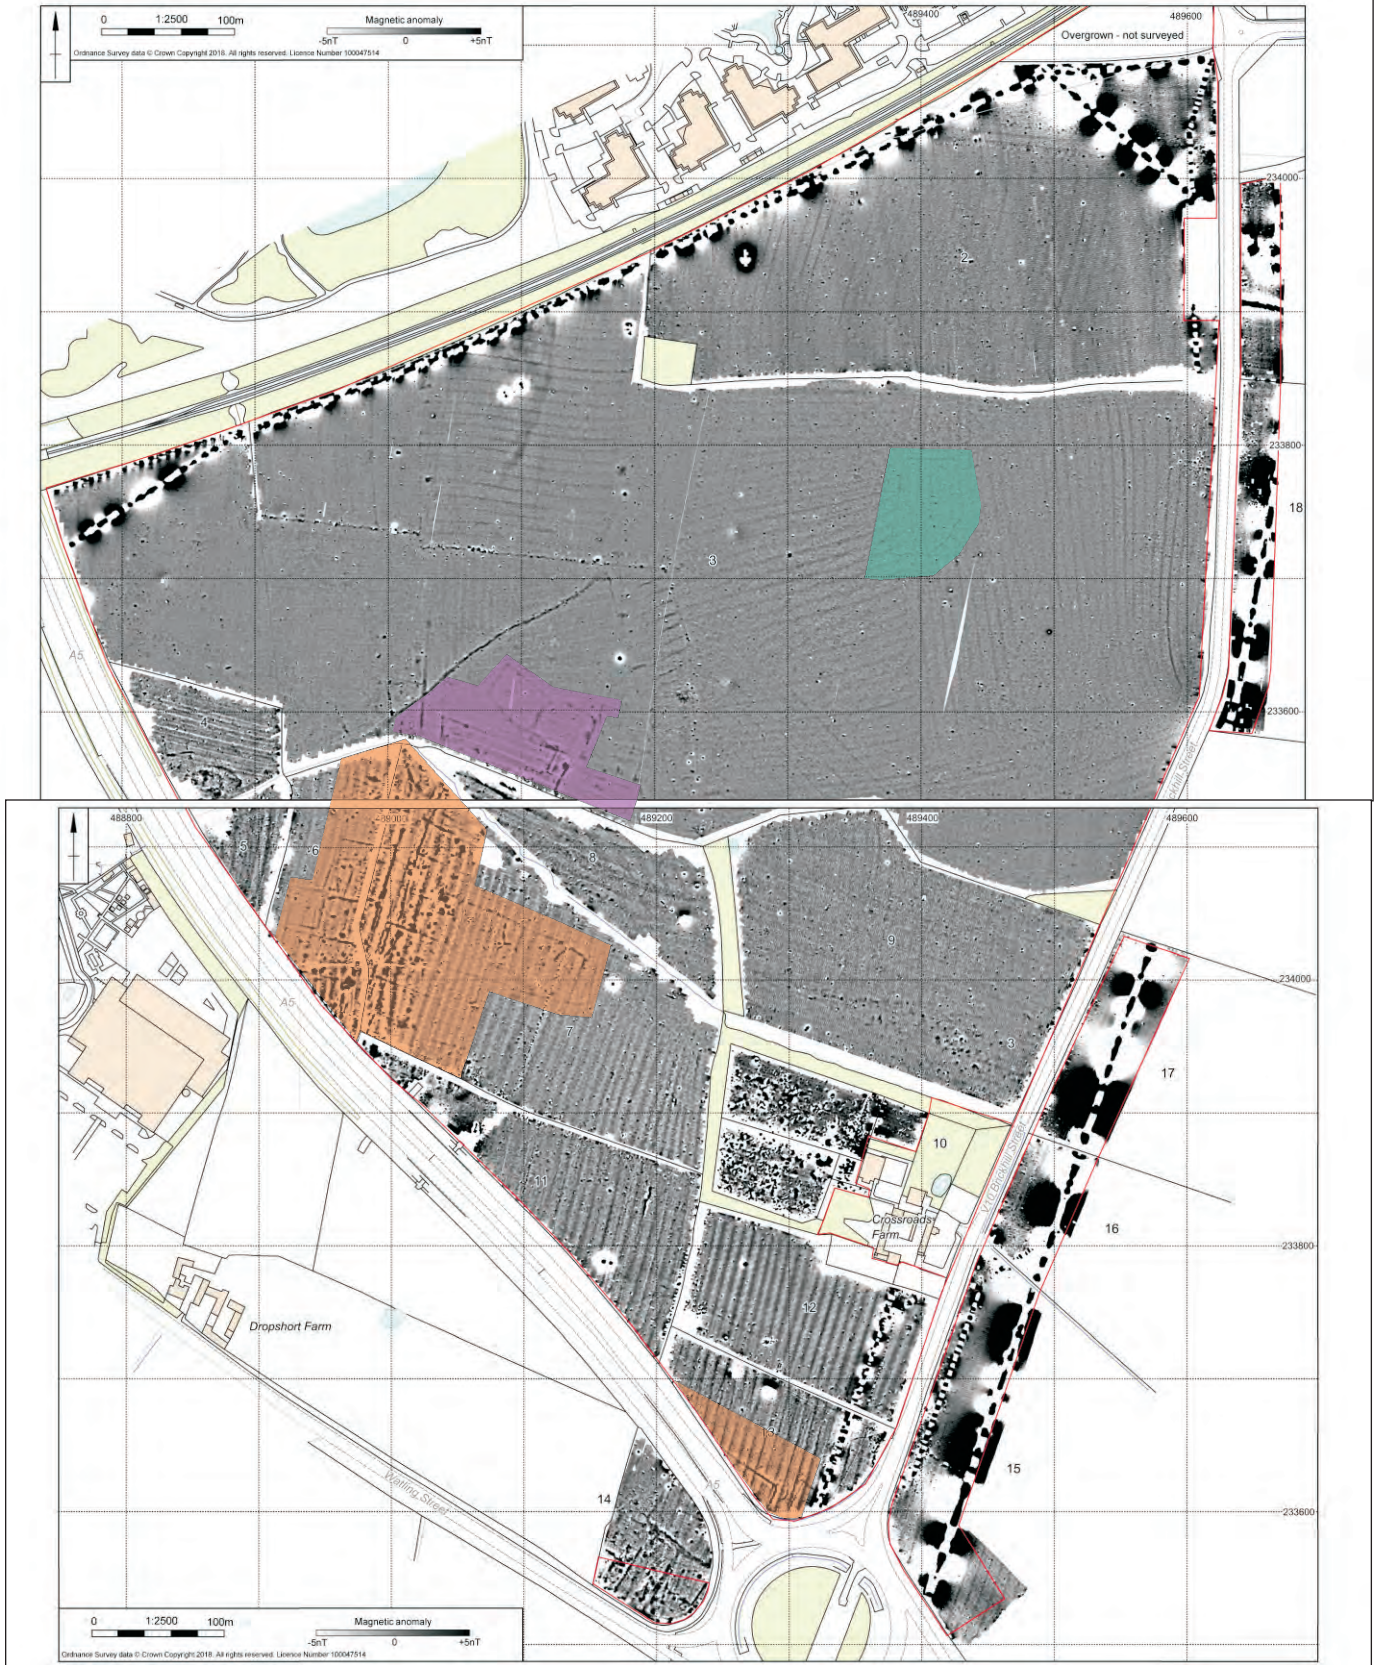 0 1:2500 100m
Magnetic anomaly
-5nT 0 +5nT
Ordnance Survey data © Crown Copyright 2018. All rights reserved. Licence Number 100047514
489400
489600
Overgrown - not surveyed
234000
2
233800
1
18
3
A5
4
233600
488800
489000
489200
489400
489600
5
6
8
9
234000
A5
7
3
17
10
V10 Brickhill Street
11
16
Crossroads
Farm
233800
12
Dropshort Farm
15
14
Watling Street
A5
233600
0 1:2500 100m
Magnetic anomaly
-5nT 0 +5nT
Ordnance Survey data © Crown Copyright 2018. All rights reserved. Licence Number 100047514